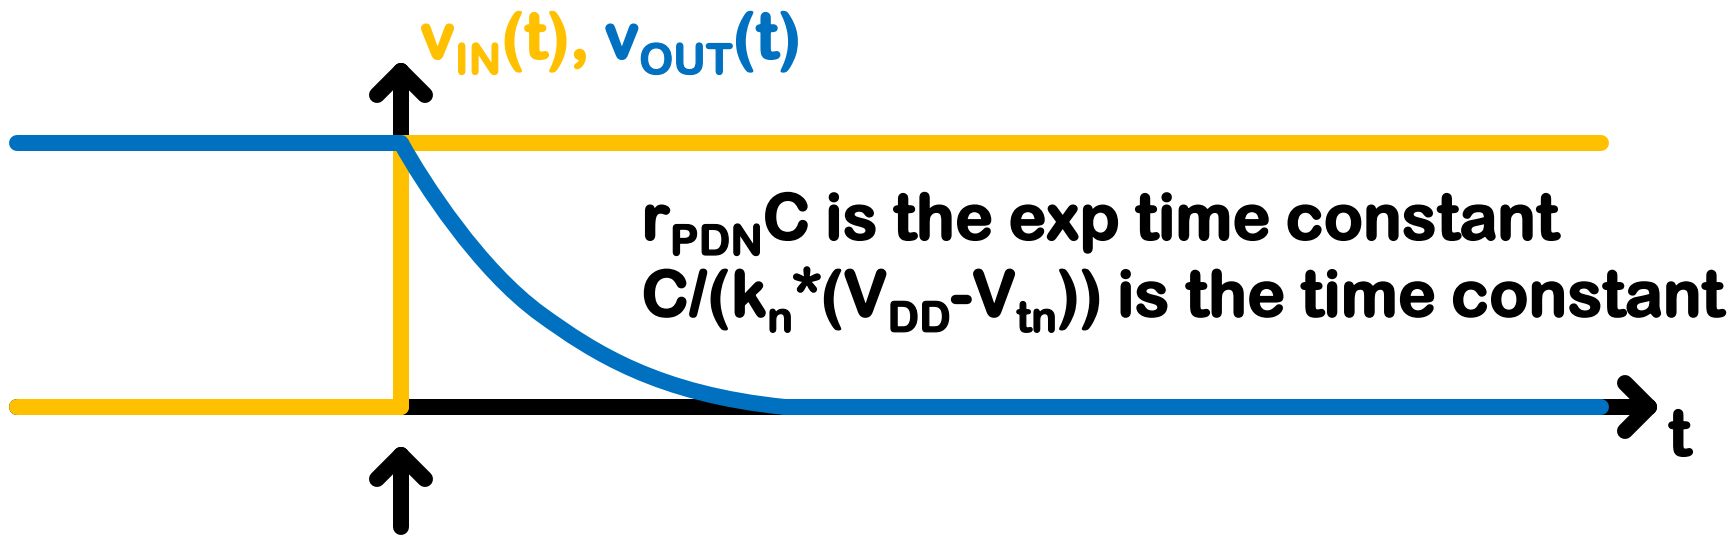 vIN(t), vOUT(t)
rPDNC is the exp time constant
C/(kn*(VDD-Vtn)) is the time constant
t